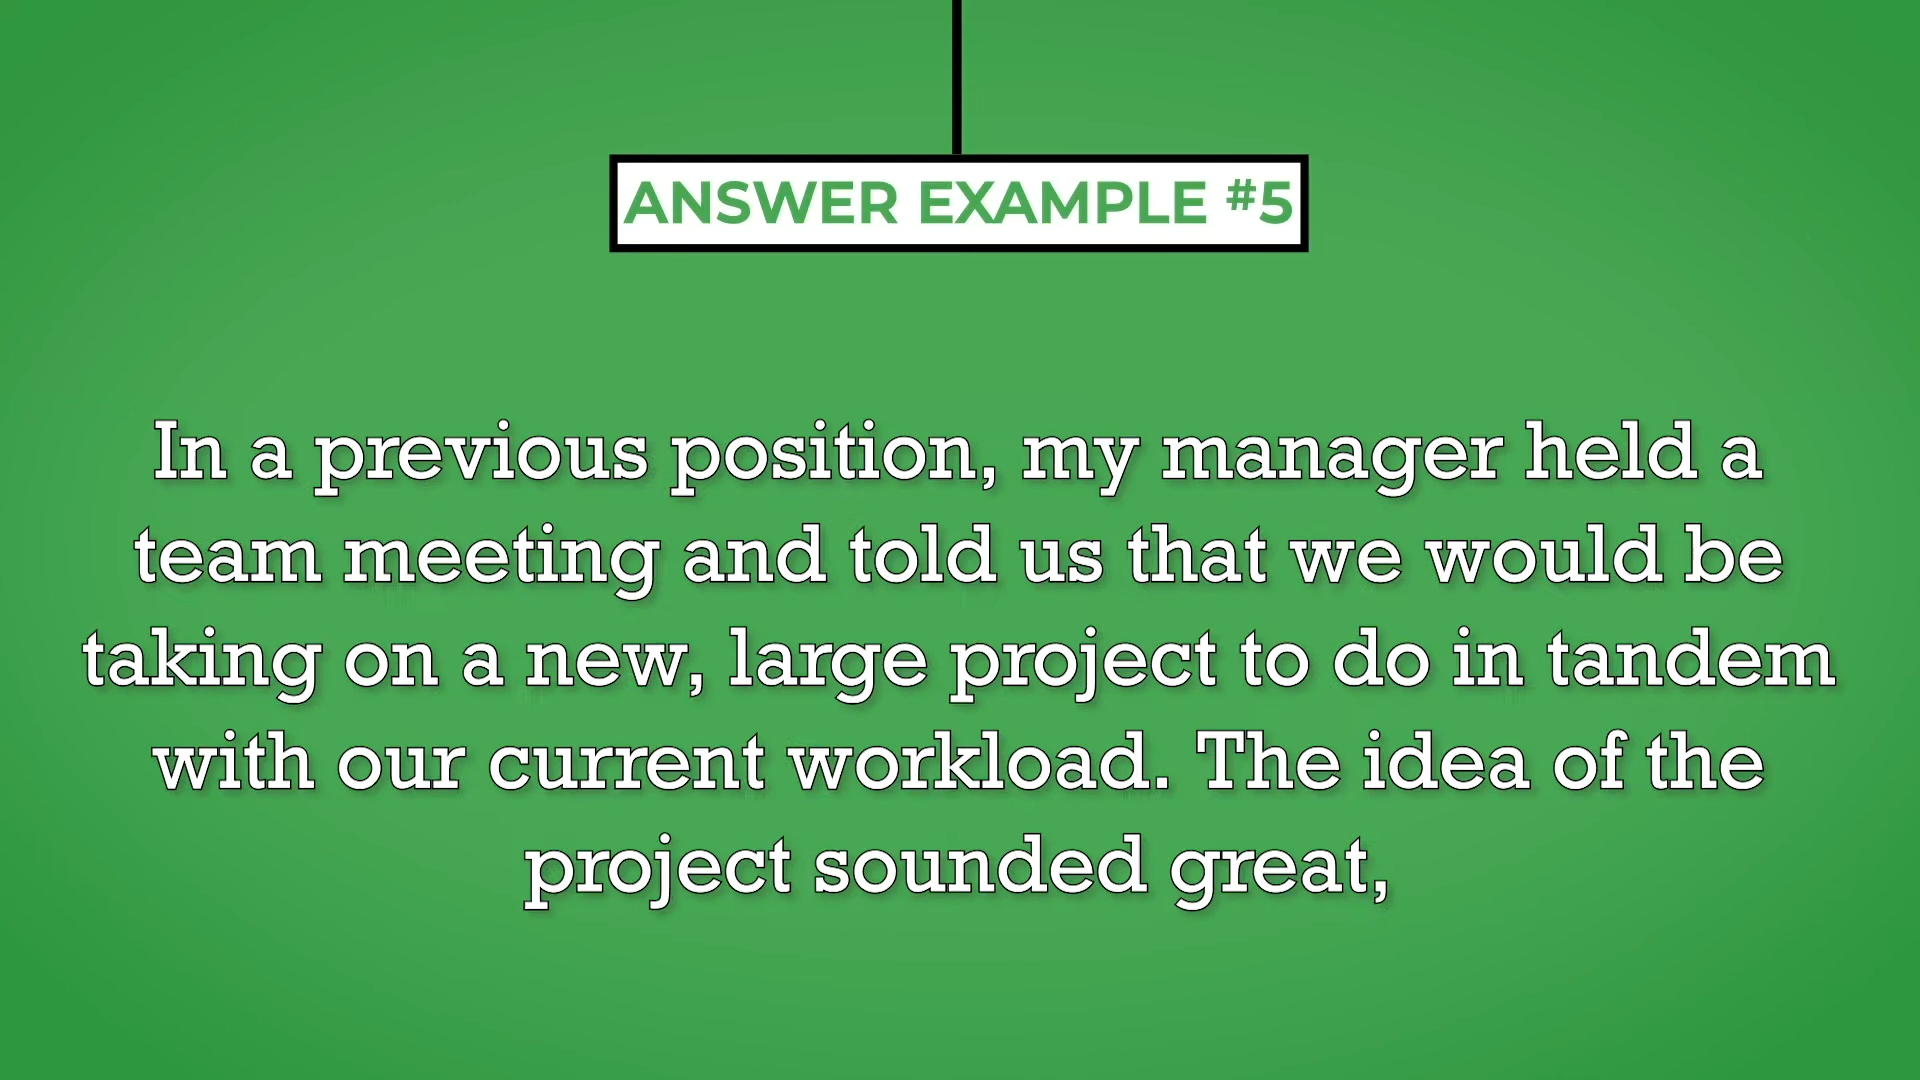 ANSWER EXAMPLE #5
In a previous position, my manager held a
team meeting and told us that we would be
taking on a new, large project to do in tandem
with our current workload. The idea of the
project sounded great,